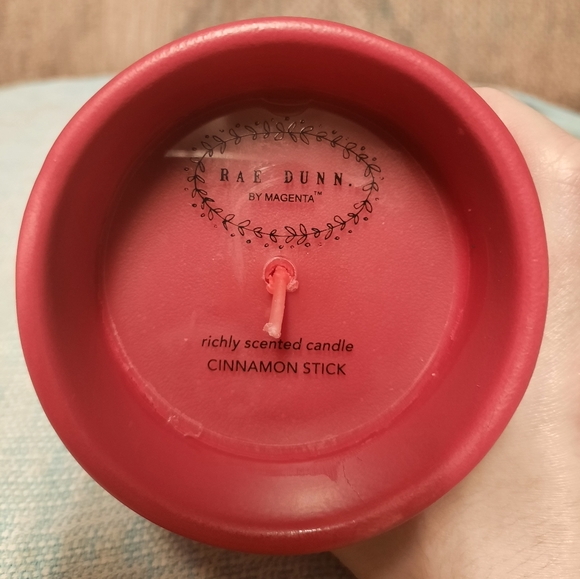 RAE DUNN.
BY MAGENTA™
richly scented candle
CINNAMON STICK